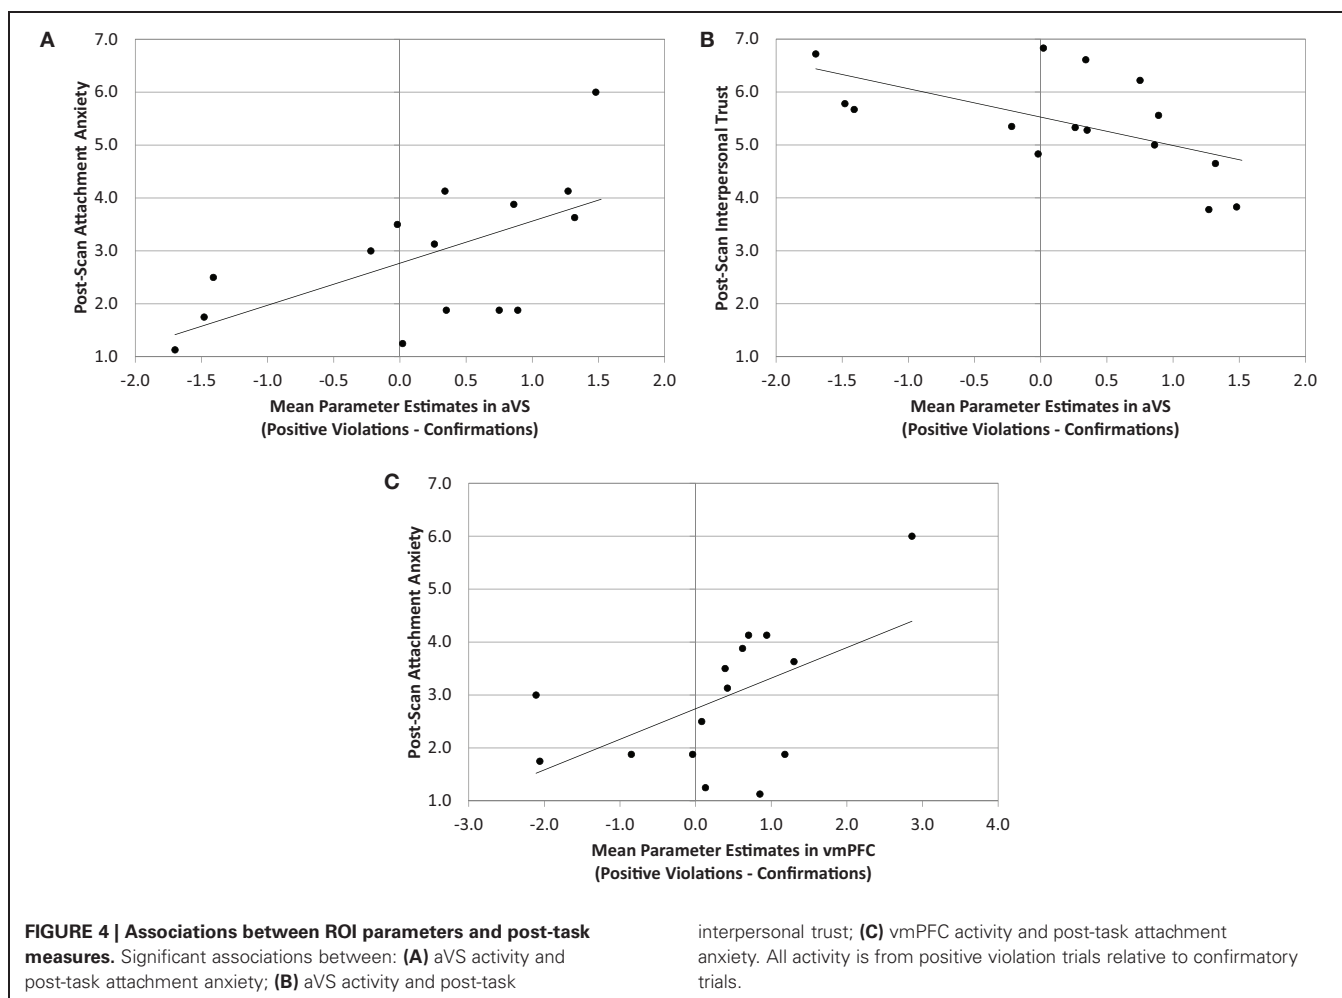 A
7.0
6.0
5.0
4.0
3.0
2.0
1.0
-2.0 -1.5 -1.0 -0.5 0.0 0.5 1.0 1.5 2.0
Post-Scan Attachment Anxiety
Mean Parameter Estimates in aVS
(Positive Violations - Confirmations)
B
7.0
6.0
5.0
4.0
3.0
2.0
1.0
-2.0 -1.5 -1.0 -0.5 0.0 0.5 1.0 1.5 2.0
Post-Scan Interpersonal Trust
Mean Parameter Estimates in aVS
(Positive Violations - Confirmations)
C
7.0
6.0
5.0
4.0
3.0
2.0
1.0
-3.0 -2.0 -1.0 0.0 1.0 2.0 3.0 4.0
Post-Scan Attachment Anxiety
Mean Parameter Estimates in vmPFC
(Positive Violations - Confirmations)
FIGURE 4 | Associations between ROI parameters and post-task
measures. Significant associations between: (A) aVS activity and
post-task attachment anxiety; (B) aVS activity and post-task
interpersonal trust; (C) vmPFC activity and post-task attachment
anxiety. All activity is from positive violation trials relative to confirmatory
trials.